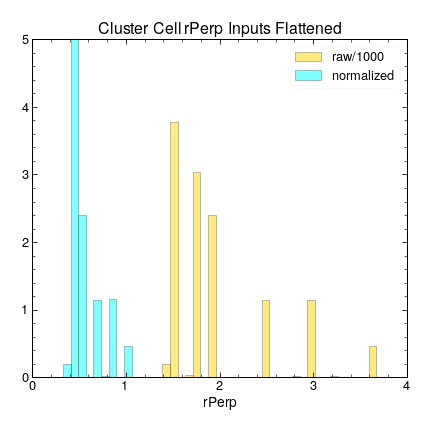 Cluster Cell rPerp Inputs Flattened
raw/1000
normalized
5
4
3
2
1
0
0 1 2 3 4
rPerp